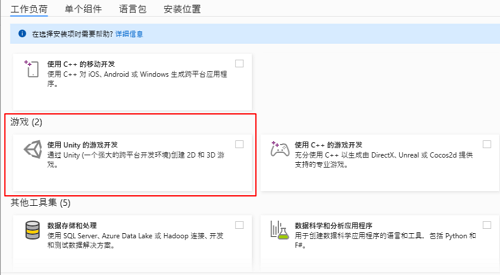 工作负荷 单个组件 语言包 安装位置
在选择安装项时需要帮助? 详细信息
使用 C++ 的移动开发
使用 C++ 对 iOS、Android 或 Windows 生成跨平台应用程
序。
游戏 (2)
使用 Unity 的游戏开发
通过 Unity (一个强大的跨平台开发环境)创建 2D 和 3D 游
戏。
使用 C++ 的游戏开发
充分使用 C++ 以生成由 DirectX、Unreal 或 Cocos2d 提供
支持的专业游戏。
其他工具集 (5)
数据存储和处理
使用 SQL Server、Azure Data Lake 或 Hadoop 连接、开发
和测试数据解决方案。
数据科学和分析应用程序
用于创建数据科学应用程序的语言和工具，包括 Python 和
F#。